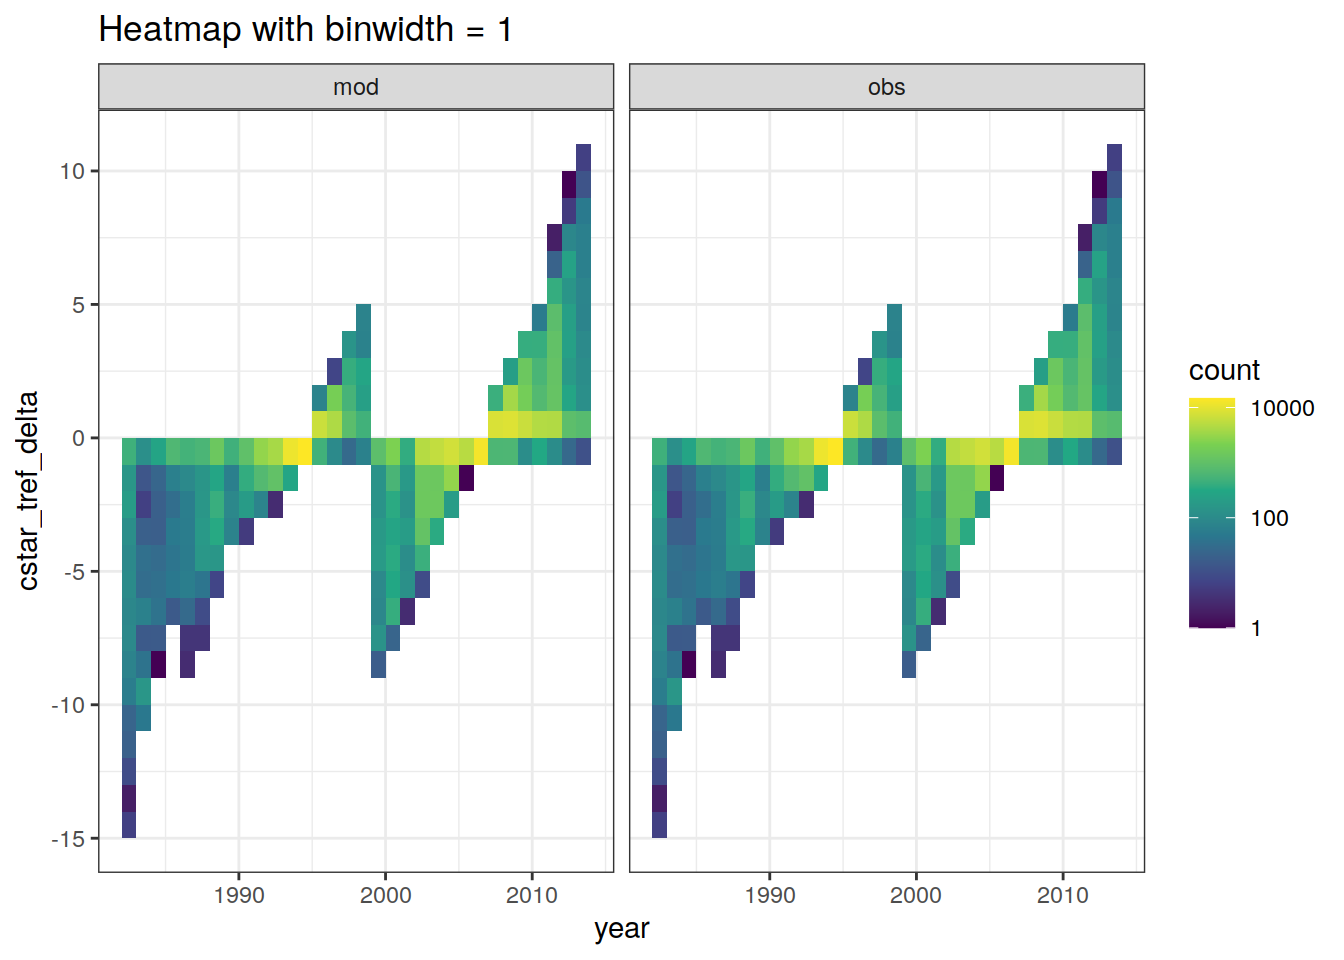 Heatmap with binwidth = 1
mod
obs
cstar_tref_delta
10
5
0
-5
-10
-15
1990
2000
2010
1990
2000
2010
year
count
10000
100
1